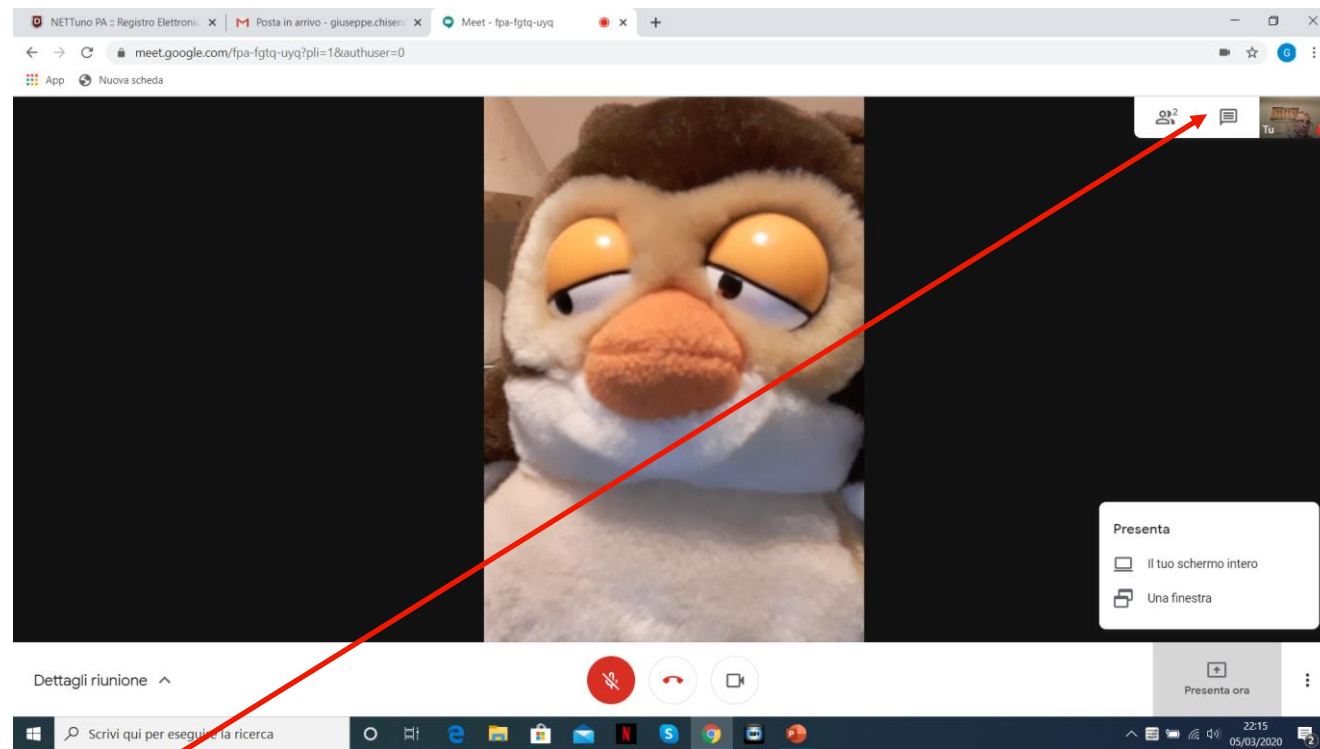 NETTuno PA :: Registro Elettronic
Posta in arrivo - giuseppe.chisen
Meet - fpa-fgtq-uyq
meet.google.com/fpa-fgtq-uyq?pli=1&authuser=0
G
App
Nuova scheda
2
Tu
Presenta
Il tuo schermo intero
Una finestra
Dettagli riunione
Presenta ora
Scrivi qui per eseguire la ricerca
22:15
05/03/2020
2